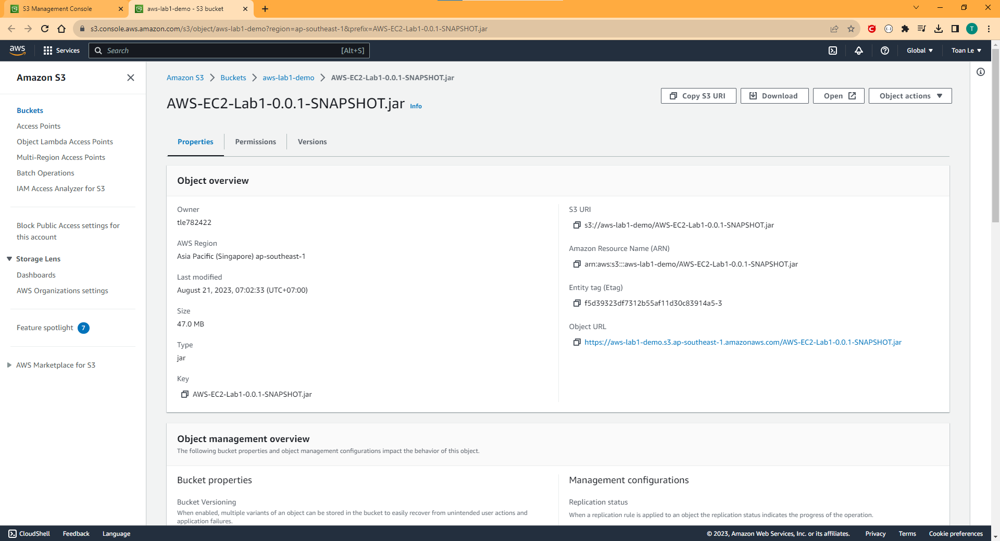 S3 Management Console
aws-lab1-demo - S3 bucket
s3.console.aws.amazon.com/s3/object/aws-lab1-demo?region=ap-southeast-1&prefix=AWS-EC2-Lab1-0.0.1-SNAPSHOT.jar
T
aws
Services
Search
[Alt+S]
Global
Toan Le
Amazon S3
Buckets
Access Points
Object Lambda Access Points
Multi-Region Access Points
Batch Operations
IAM Access Analyzer for S3
Block Public Access settings for
this account
Storage Lens
Dashboards
AWS Organizations settings
Feature spotlight 7
AWS Marketplace for S3
Amazon S3 > Buckets > aws-lab1-demo > AWS-EC2-Lab1-0.0.1-SNAPSHOT.jar
AWS-EC2-Lab1-0.0.1-SNAPSHOT.jar Info
Copy S3 URI
Download
Open
Object actions
Properties
Permissions
Versions
Object overview
Owner
tle782422
AWS Region
Asia Pacific (Singapore) ap-southeast-1
Last modified
August 21, 2023, 07:02:33 (UTC+07:00)
Size
47.0 MB
Type
jar
Key
AWS-EC2-Lab1-0.0.1-SNAPSHOT.jar
S3 URI
s3://aws-lab1-demo/AWS-EC2-Lab1-0.0.1-SNAPSHOT.jar
Amazon Resource Name (ARN)
arn:aws:s3:::aws-lab1-demo/AWS-EC2-Lab1-0.0.1-SNAPSHOT.jar
Entity tag (Etag)
f5d39323df7312b55af11d30c83914a5-3
Object URL
https://aws-lab1-demo.s3.ap-southeast-1.amazonaws.com/AWS-EC2-Lab1-0.0.1-SNAPSHOT.jar
Object management overview
The following bucket properties and object management configurations impact the behavior of this object.
Bucket properties
Bucket Versioning
When enabled, multiple variants of an object can be stored in the bucket to easily recover from unintended user actions and
application failures.
Management configurations
Replication status
When a replication rule is applied to an object the replication status indicates the progress of the operation.
CloudShell
Feedback
Language
© 2023, Amazon Web Services, Inc. or its affiliates.
Privacy
Terms
Cookie preferences